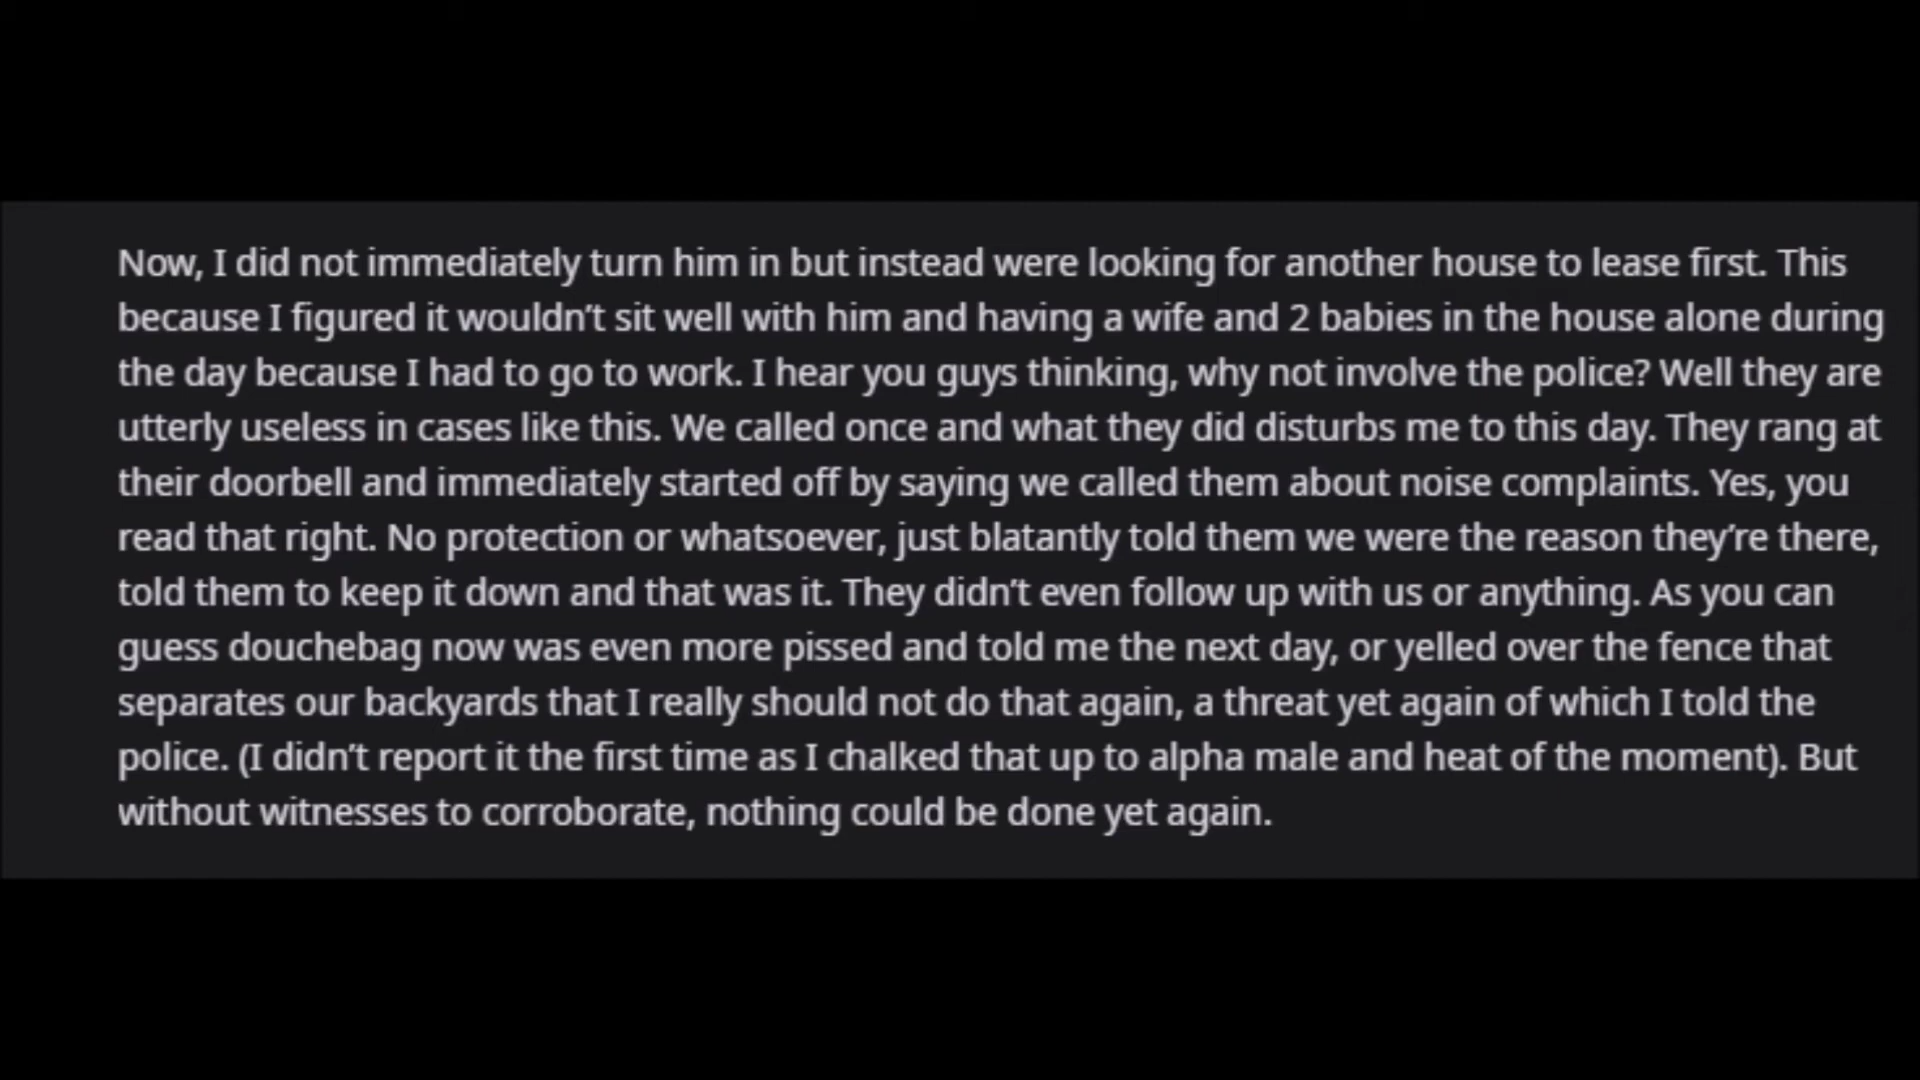 Now, I did not immediately turn him in but instead were looking for another house to lease first. This
because I figured it wouldn’t sit well with him and having a wife and 2 babies in the house alone during
the day because I had to go to work. I hear you guys thinking, why not involve the police? Well they are
utterly useless in cases like this. We called once and what they did disturbs me to this day. They rang at
their doorbell and immediately started off by saying we called them about noise complaints. Yes, you
read that right. No protection or whatsoever, just blatantly told them we were the reason they’re there,
told them to keep it down and that was it. They didn’t even follow up with us or anything. As you can
guess douchebag now was even more pissed and told me the next day, or yelled over the fence that
separates our backyards that I really should not do that again, a threat yet again of which I told the
police. (I didn’t report it the first time as I chalked that up to alpha male and heat of the moment). But
without witnesses to corroborate, nothing could be done yet again.